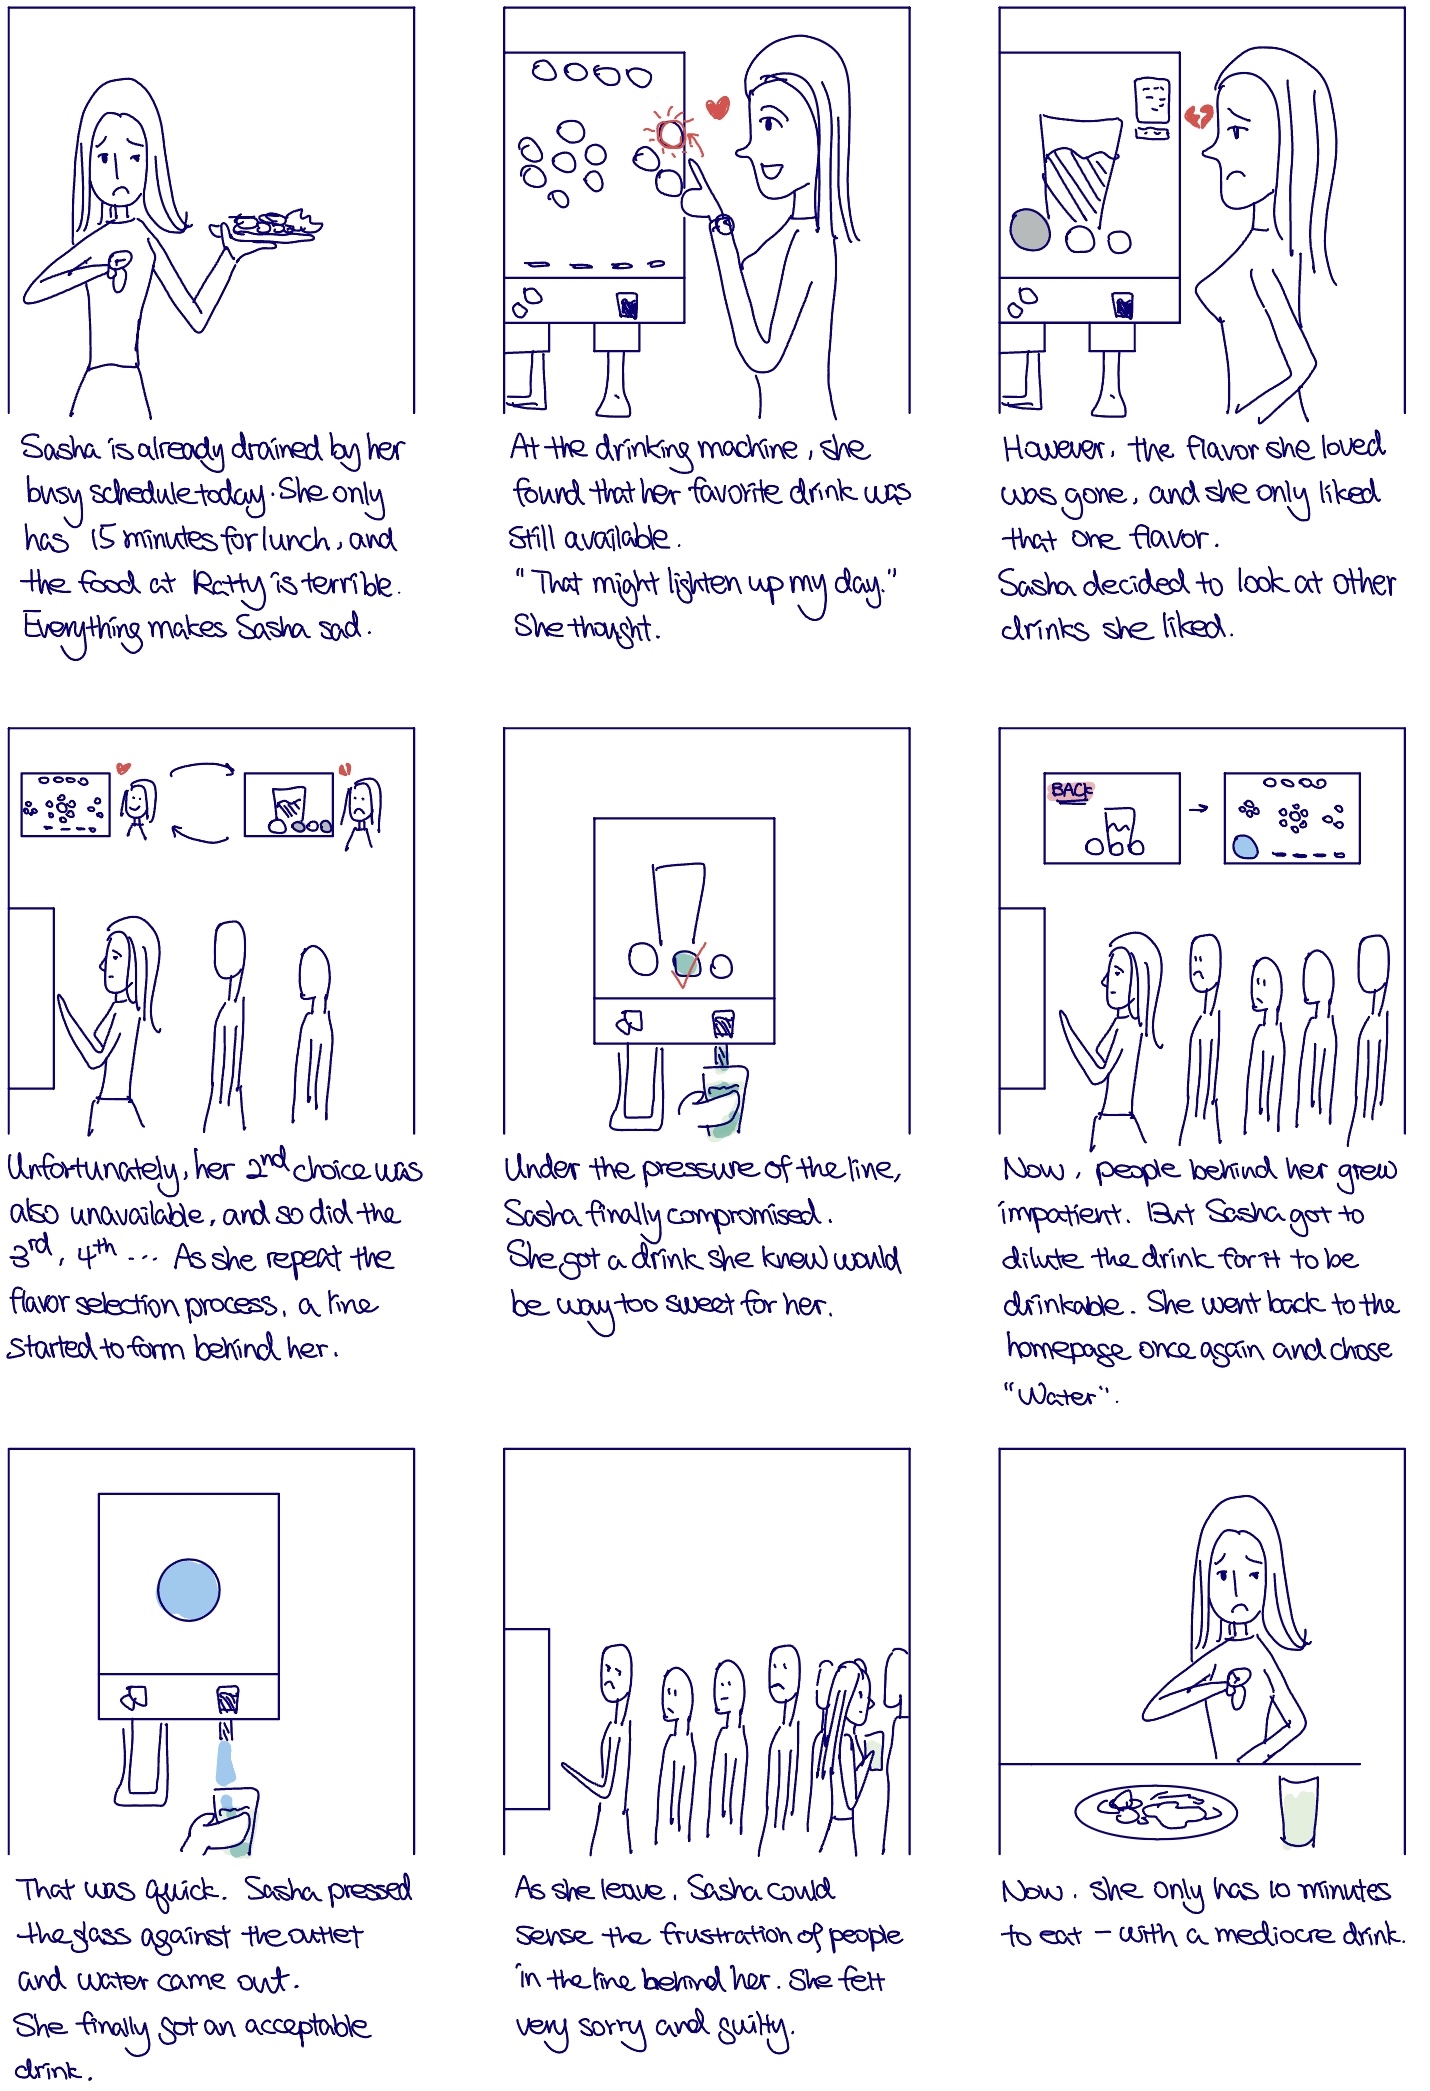 Sasha is already drained by her
busy schedule today. She only
has 15 minutes for lunch, and
the food at Ratty is terrible.
Everything makes Sasha sad.
At the drinking machine, she
found that her favorite drink was
still available.
"That might lighten up my day."
She thought.
However, the flavor she loved
was gone, and she only liked
that one flavor.
Sasha decided to look at other
drinks she liked.
Unfortunately, her 2nd choice was
also unavailable, and so did the
3rd, 4th ... As she repeat the
flavor selection process, a line
started to form behind her.
Under the pressure of the line,
Sasha finally compromised.
She got a drink she knew would
be way too sweet for her.
BACK
Now, people behind her grew
impatient. But Sasha got to
dilute the drink for it to be
drinkable. She went back to the
homepage once again and chose
"Water".
That was quick. Sasha pressed
the glass against the outlet
and water came out.
She finally got an acceptable
drink.
As she leave, Sasha could
sense the frustration of people
in the line behind her. She felt
very sorry and guilty.
Now, she only has 10 minutes
to eat - with a mediocre drink.